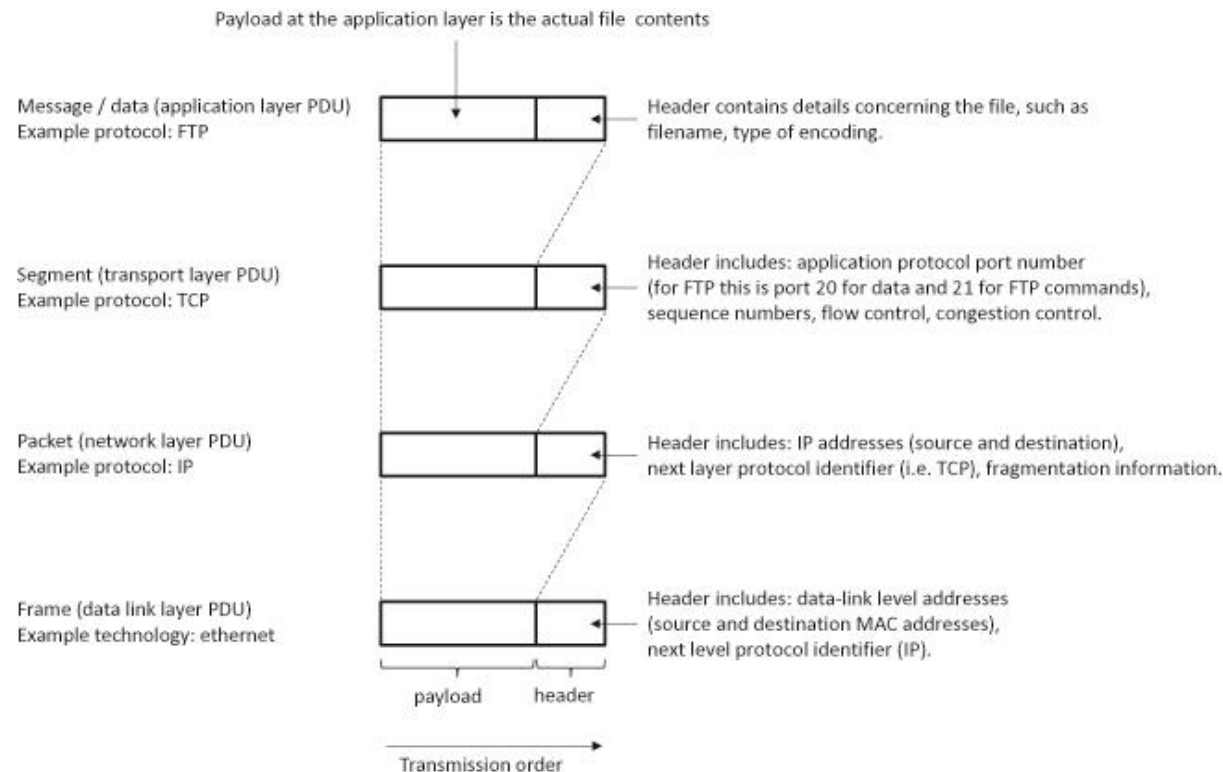 Payload at the application layer is the actual file contents
Message / data (application layer PDU)
Example protocol: FTP
Header contains details concerning the file, such as
filename, type of encoding.
Segment (transport layer PDU)
Example protocol: TCP
Header includes: application protocol port number
(for FTP this is port 20 for data and 21 for FTP commands),
sequence numbers, flow control, congestion control.
Packet (network layer PDU)
Example protocol: IP
Header includes: IP addresses (source and destination),
next layer protocol identifier (i.e. TCP), fragmentation information.
Frame (data link layer PDU)
Example technology: ethernet
Header includes: data-link level addresses
(source and destination MAC addresses),
next level protocol identifier (IP).
payload
header
Transmission order